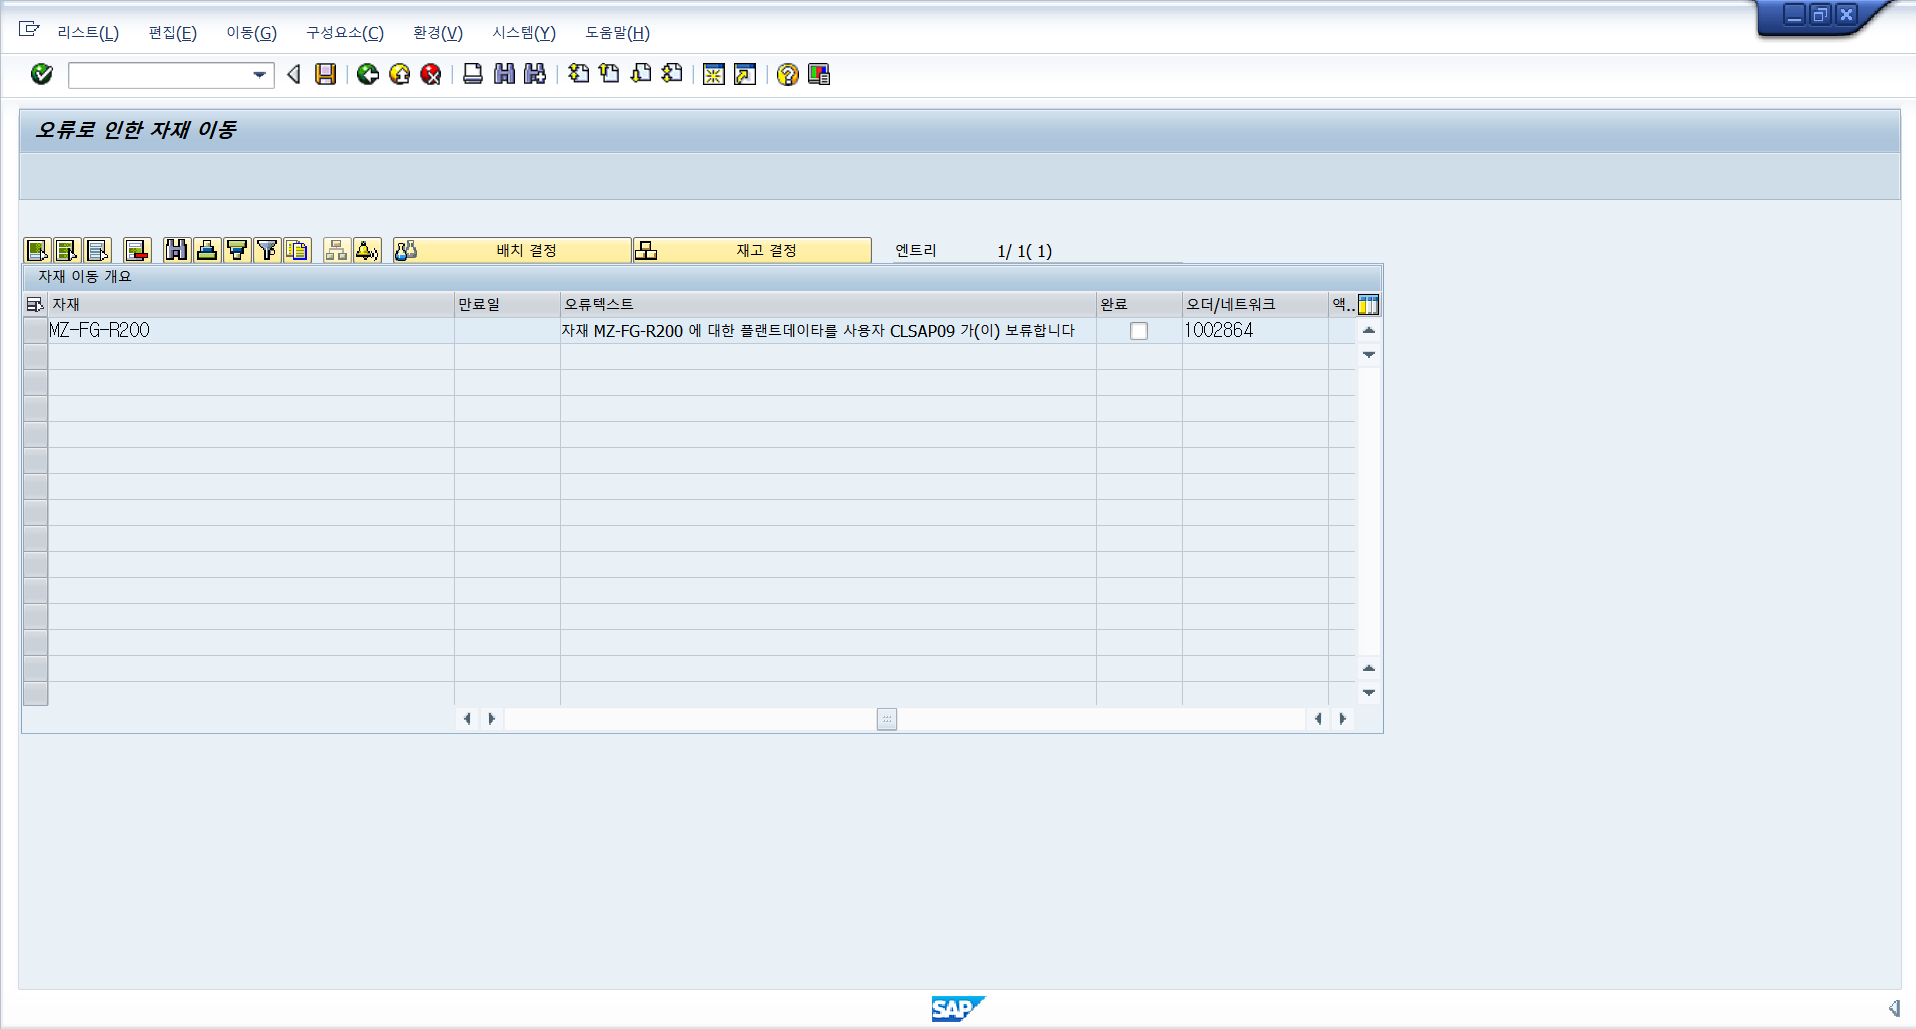 리스트(L) 편집(E) 이동(G) 구성요소(C) 환경(V) 시스템(Y) 도움말(H)
오류로 인한 자재 이동
배치 결정 재고 결정 엔트리 1/ 1( 1)
자재 이동 개요
자재 만료일 오류텍스트 완료 오더/네트워크 액..
MZ-FG-R200 자재 MZ-FG-R200 에 대한 플랜트데이타를 사용자 CLSAP09 가(이) 보류합니다 1002864
SAP